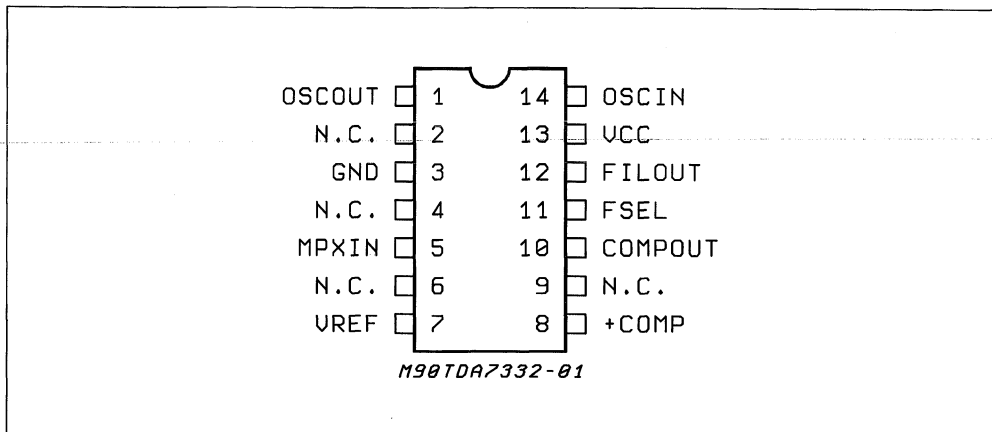 OSCOUT 1 14 OSCIN
N.C. 2 13 VCC
GND 3 12 FILOUT
N.C. 4 11 FSEL
MPXIN 5 10 COMPOUT
N.C. 6 9 N.C.
VREF 7 8 +COMP
M90TDA7332-01